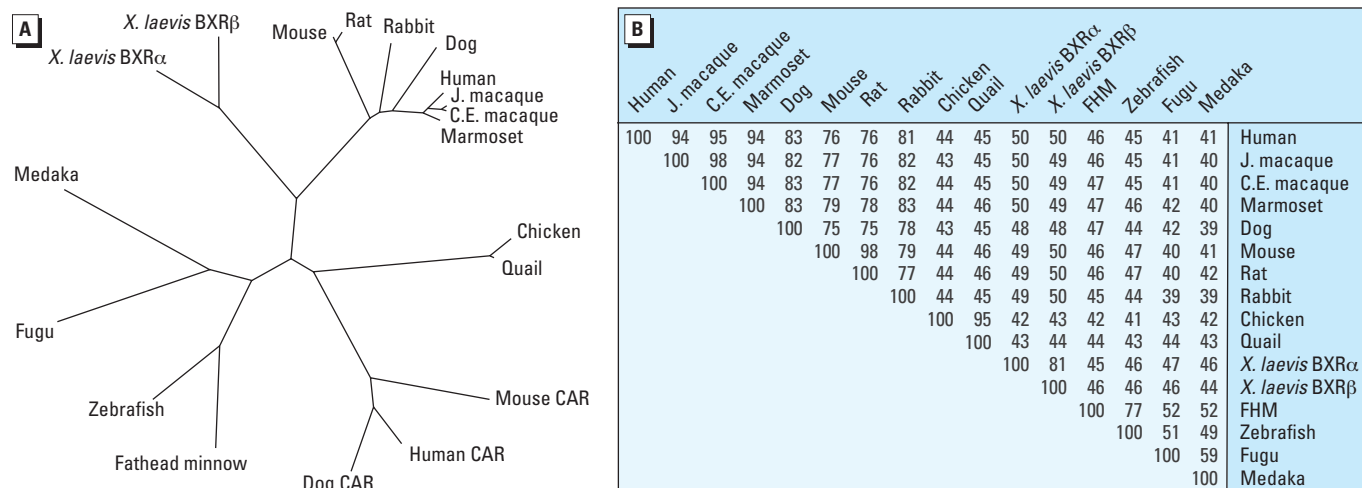 A
X. laevis BXRβ
X. laevis BXRα
Mouse
Rat
Rabbit
Dog
Human
J. macaque
C.E. macaque
Marmoset
Medaka
Chicken
Quail
Fugu
Zebrafish
Fathead minnow
Mouse CAR
Human CAR
Dog CAR
B
Human
J. macaque
C.E. macaque
Marmoset
Dog
Mouse
Rat
Rabbit
Chicken
Quail
X. laevis BXRα
X. laevis BXRβ
FHM
Zebrafish
Fugu
Medaka
100 94 95 94 83 76 76 81 44 45 50 50 46 45 41 41 Human
100 98 94 82 77 76 82 43 45 50 49 46 45 41 40 J. macaque
100 94 83 77 76 82 44 45 50 49 47 45 41 40 C.E. macaque
100 83 79 78 83 44 46 50 49 47 46 42 40 Marmoset
100 75 75 78 43 45 48 48 47 44 42 39 Dog
100 98 79 44 46 49 50 46 47 40 41 Mouse
100 77 44 46 49 50 46 47 40 42 Rat
100 44 45 49 50 45 44 39 39 Rabbit
100 95 42 43 42 41 43 42 Chicken
100 43 44 44 43 44 43 Quail
100 81 45 46 47 46 X. laevis BXRα
100 46 46 46 44 X. laevis BXRβ
100 77 52 52 FHM
100 51 49 Zebrafish
100 59 Fugu
100 Medaka